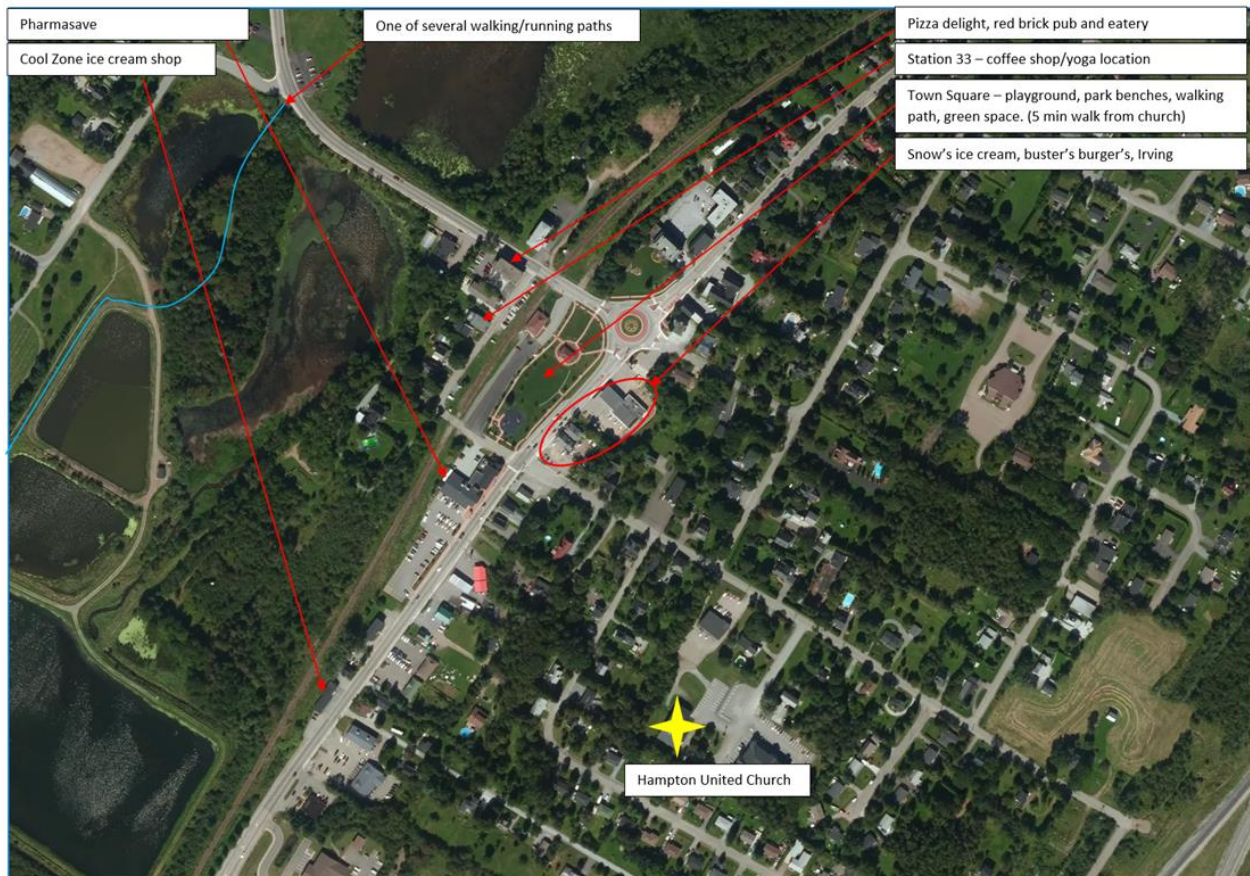 Pharmasave
Cool Zone ice cream shop
One of several walking/running paths
Pizza delight, red brick pub and eatery
Station 33 – coffee shop/yoga location
Town Square – playground, park benches, walking
path, green space. (5 min walk from church)
Snow's ice cream, buster's burger's, Irving
Hampton United Church